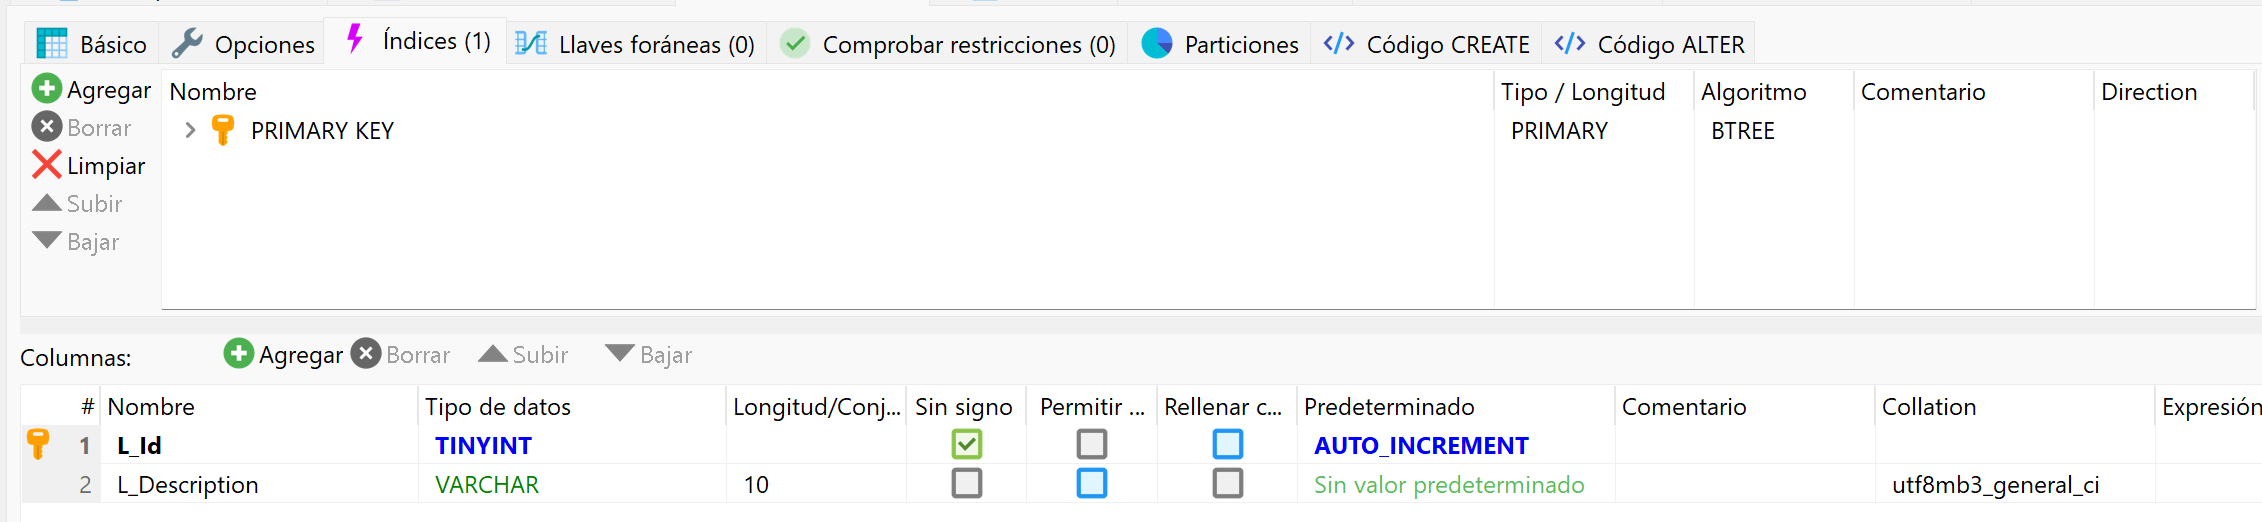 Básico Opciones Índices (1) Llaves foráneas (0) Comprobar restricciones (0) Particiones Código CREATE Código ALTER
Agregar
Borrar
Limpiar
Subir
Bajar
Nombre Tipo / Longitud Algoritmo Comentario Direction
PRIMARY KEY PRIMARY BTREE
Columnas: Agregar Borrar Subir Bajar
# Nombre Tipo de datos Longitud/Conj... Sin signo Permitir ... Rellenar c... Predeterminado Comentario Collation Expresión
1 L_Id TINYINT AUTO_INCREMENT
2 L_Description VARCHAR 10 Sin valor predeterminado utf8mb3_general_ci